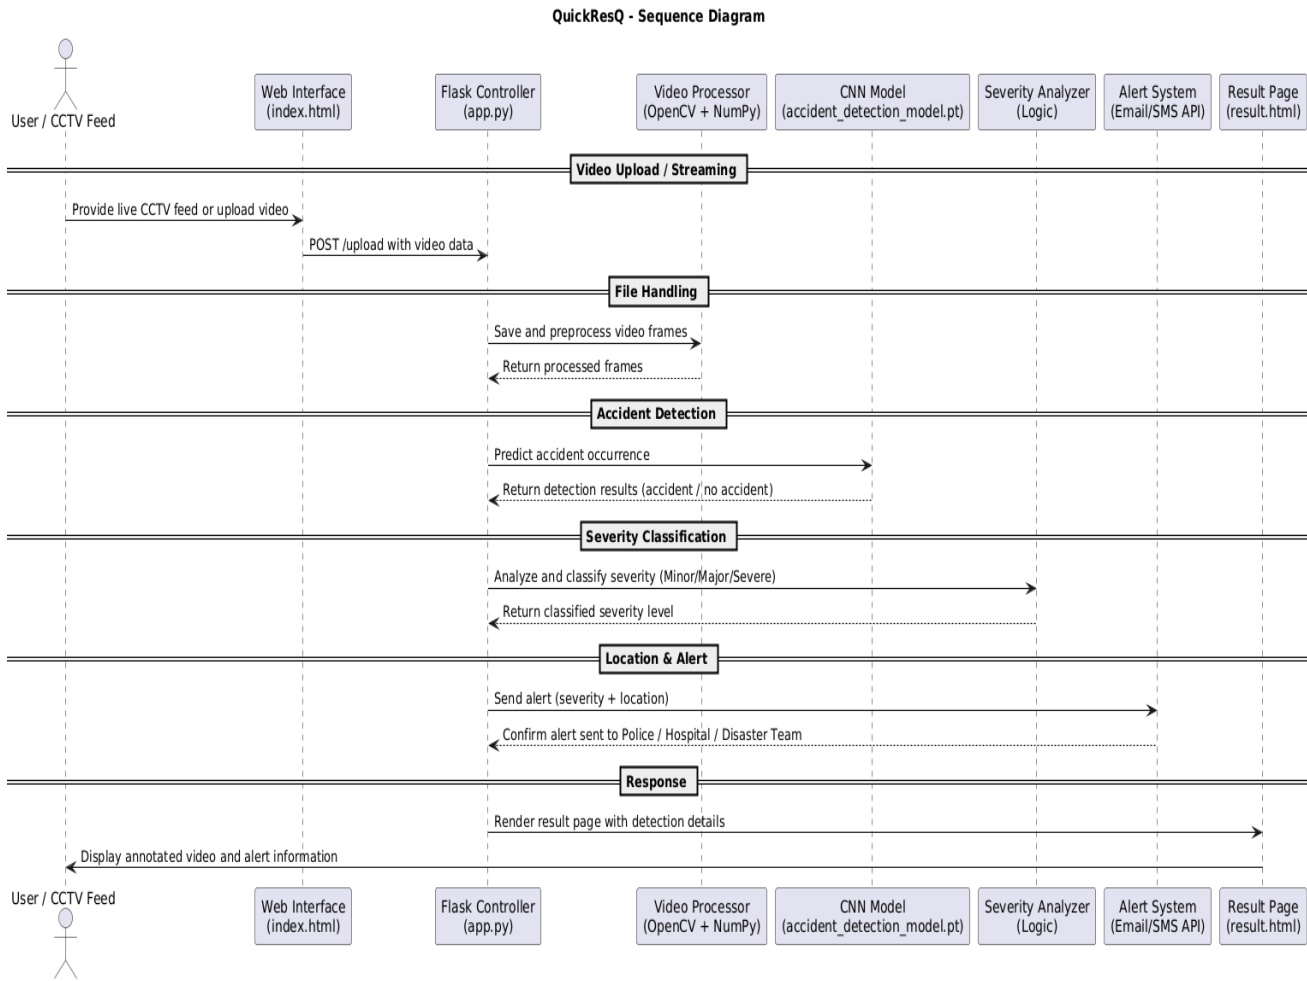 QuickResQ - Sequence Diagram
User / CCTV Feed
Web Interface
(index.html)
Flask Controller
(app.py)
Video Processor
(OpenCV + NumPy)
CNN Model
(accident_detection_model.pt)
Severity Analyzer
(Logic)
Alert System
(Email/SMS API)
Result Page
(result.html)
Video Upload / Streaming
Provide live CCTV feed or upload video
POST /upload with video data
File Handling
Save and preprocess video frames
Return processed frames
Accident Detection
Predict accident occurrence
Return detection results (accident / no accident)
Severity Classification
Analyze and classify severity (Minor/Major/Severe)
Return classified severity level
Location & Alert
Send alert (severity + location)
Confirm alert sent to Police / Hospital / Disaster Team
Response
Render result page with detection details
Display annotated video and alert information
User / CCTV Feed
Web Interface
(index.html)
Flask Controller
(app.py)
Video Processor
(OpenCV + NumPy)
CNN Model
(accident_detection_model.pt)
Severity Analyzer
(Logic)
Alert System
(Email/SMS API)
Result Page
(result.html)